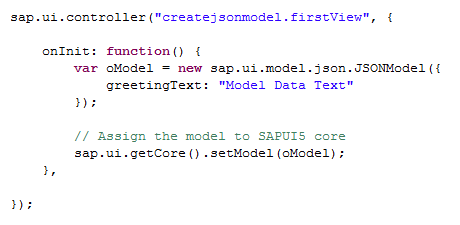 sap.ui.controller("createjsonmodel.firstView", {
onInit: function() {
var oModel = new sap.ui.model.json.JSONModel({
greetingText: "Model Data Text"
});
// Assign the model to SAPUI5 core
sap.ui.getCore().setModel(oModel);
},
});